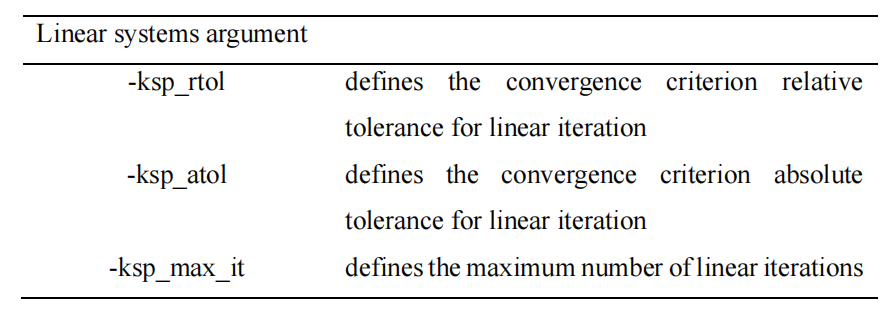 Linear systems argument
-ksp_rtol defines the convergence criterion relative
tolerance for linear iteration
-ksp_atol defines the convergence criterion absolute
tolerance for linear iteration
-ksp_max_it defines the maximum number of linear iterations